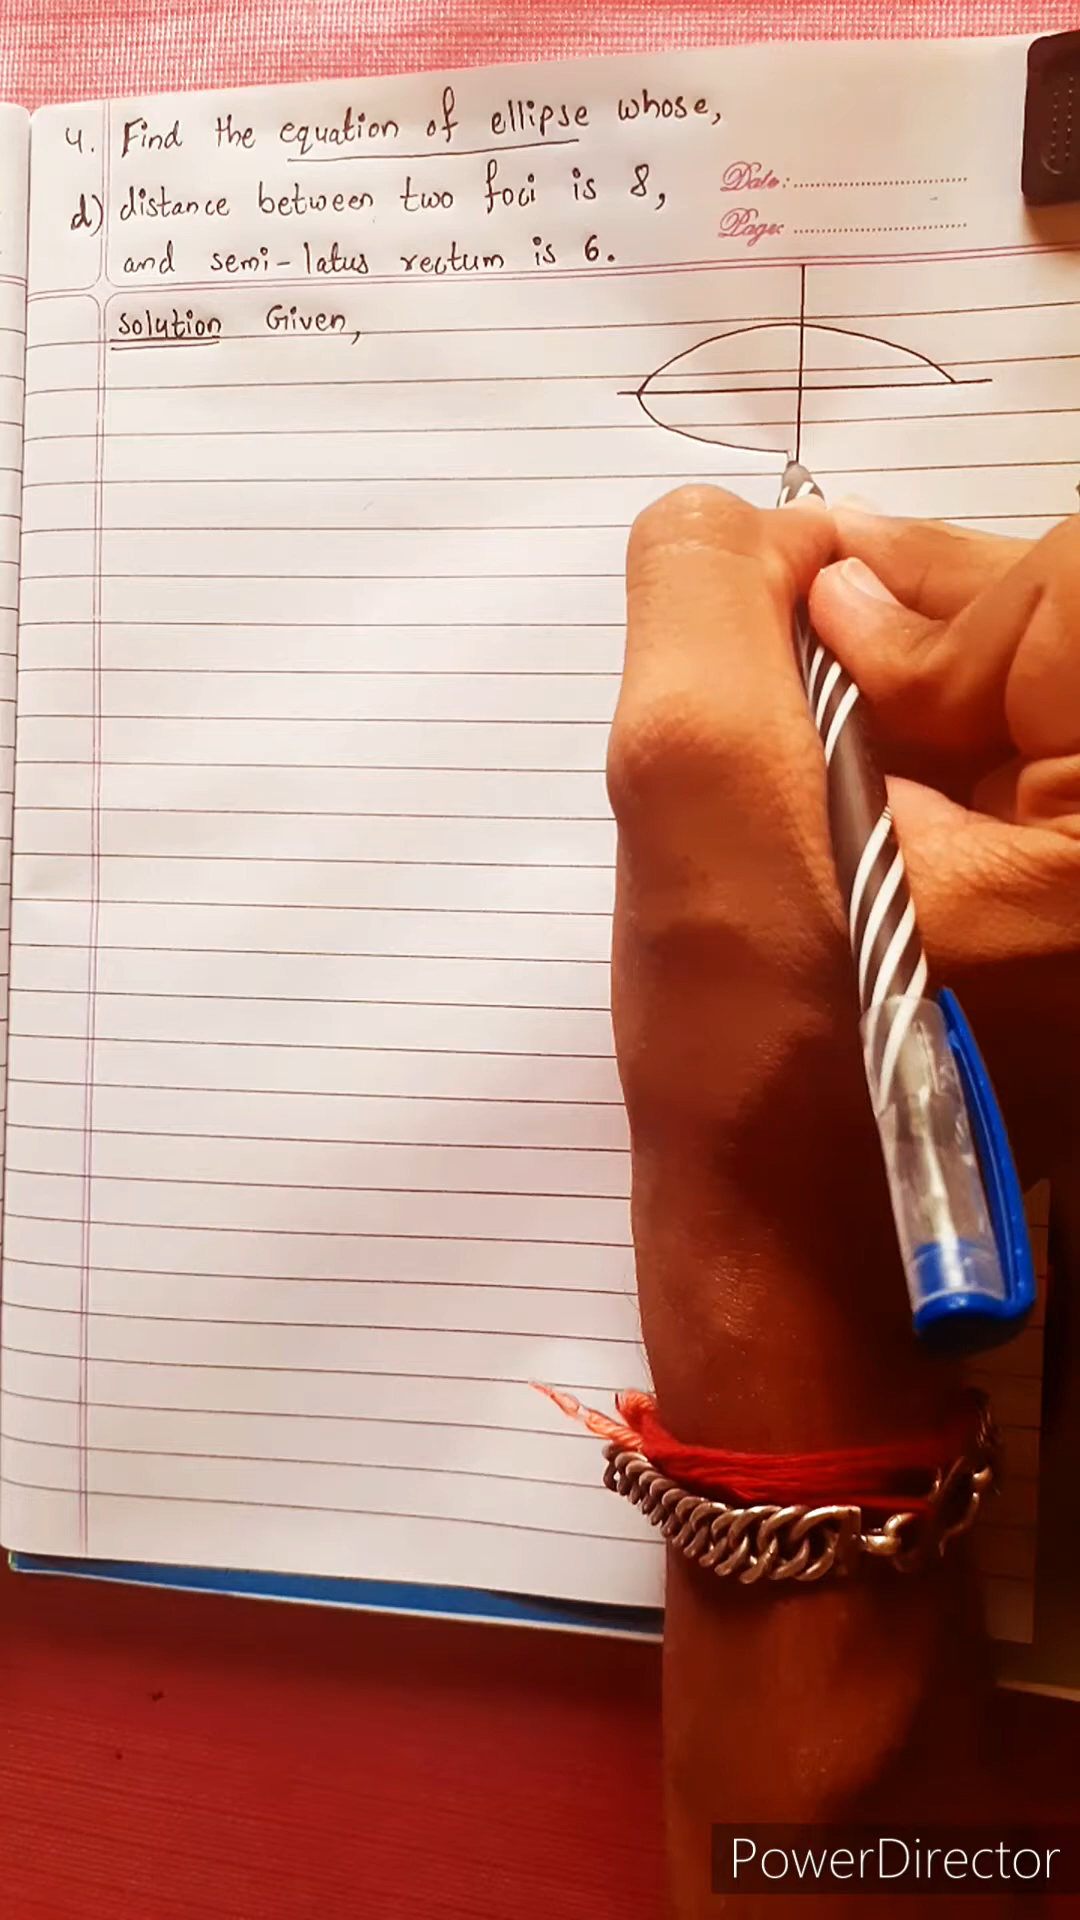 4. Find the equation of ellipse whose,
d) distance between two foci is 8,
and semi-latus rectum is 6.
Date:
Page:
Solution Given,
PowerDirector